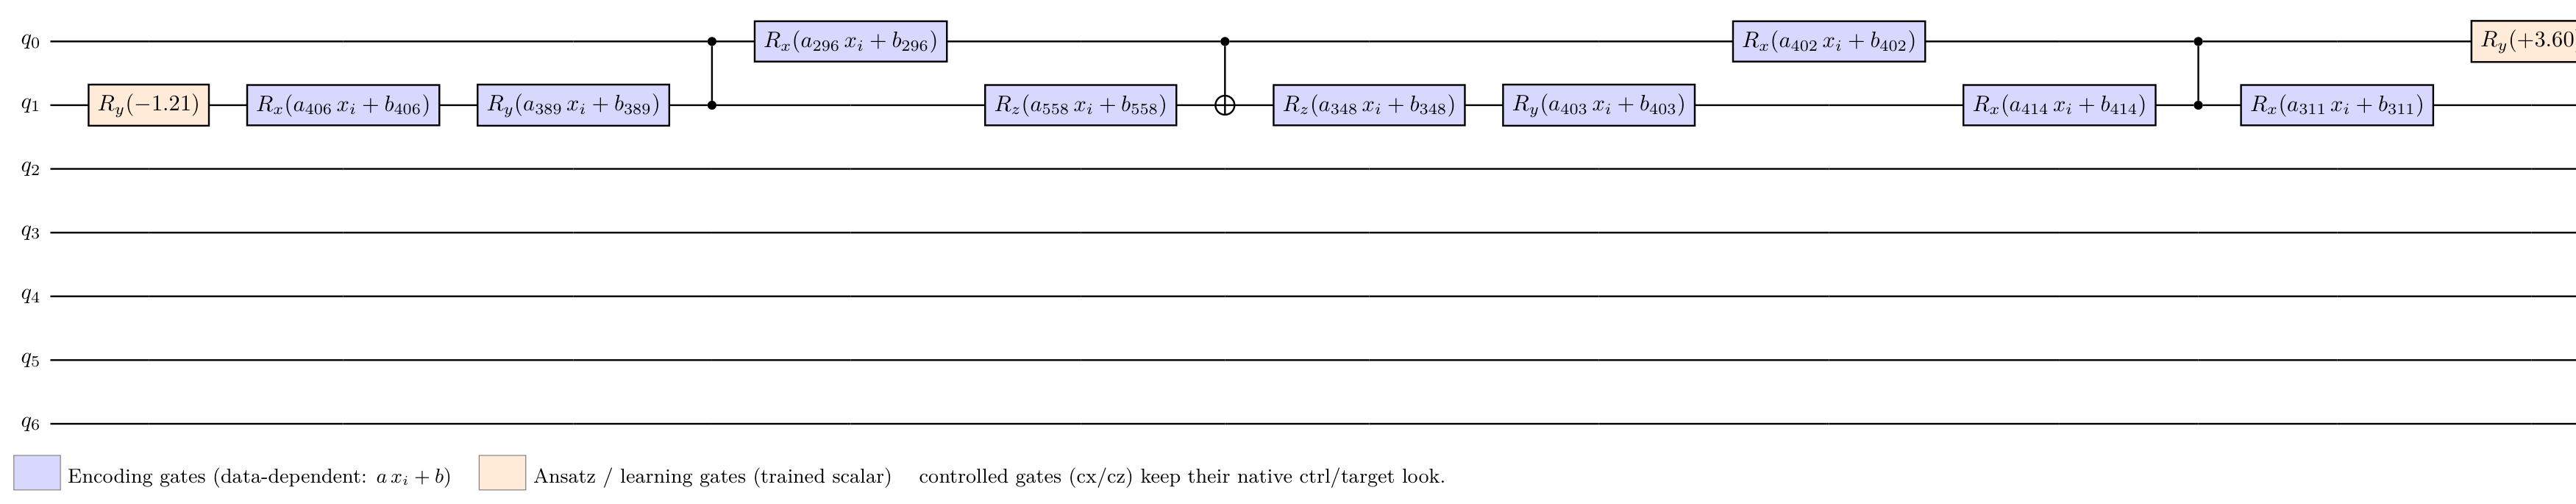 q0 Rx(a296 xi + b296) Rx(a402 xi + b402) Ry(+3.60
q1 Ry(−1.21) Rx(a406 xi + b406) Ry(a389 xi + b389) Rz(a558 xi + b558) Rz(a348 xi + b348) Ry(a403 xi + b403) Rx(a414 xi + b414) Rx(a311 xi + b311)
q2
q3
q4
q5
q6
Encoding gates (data-dependent: a xi + b) Ansatz / learning gates (trained scalar) controlled gates (cx/cz) keep their native ctrl/target look.